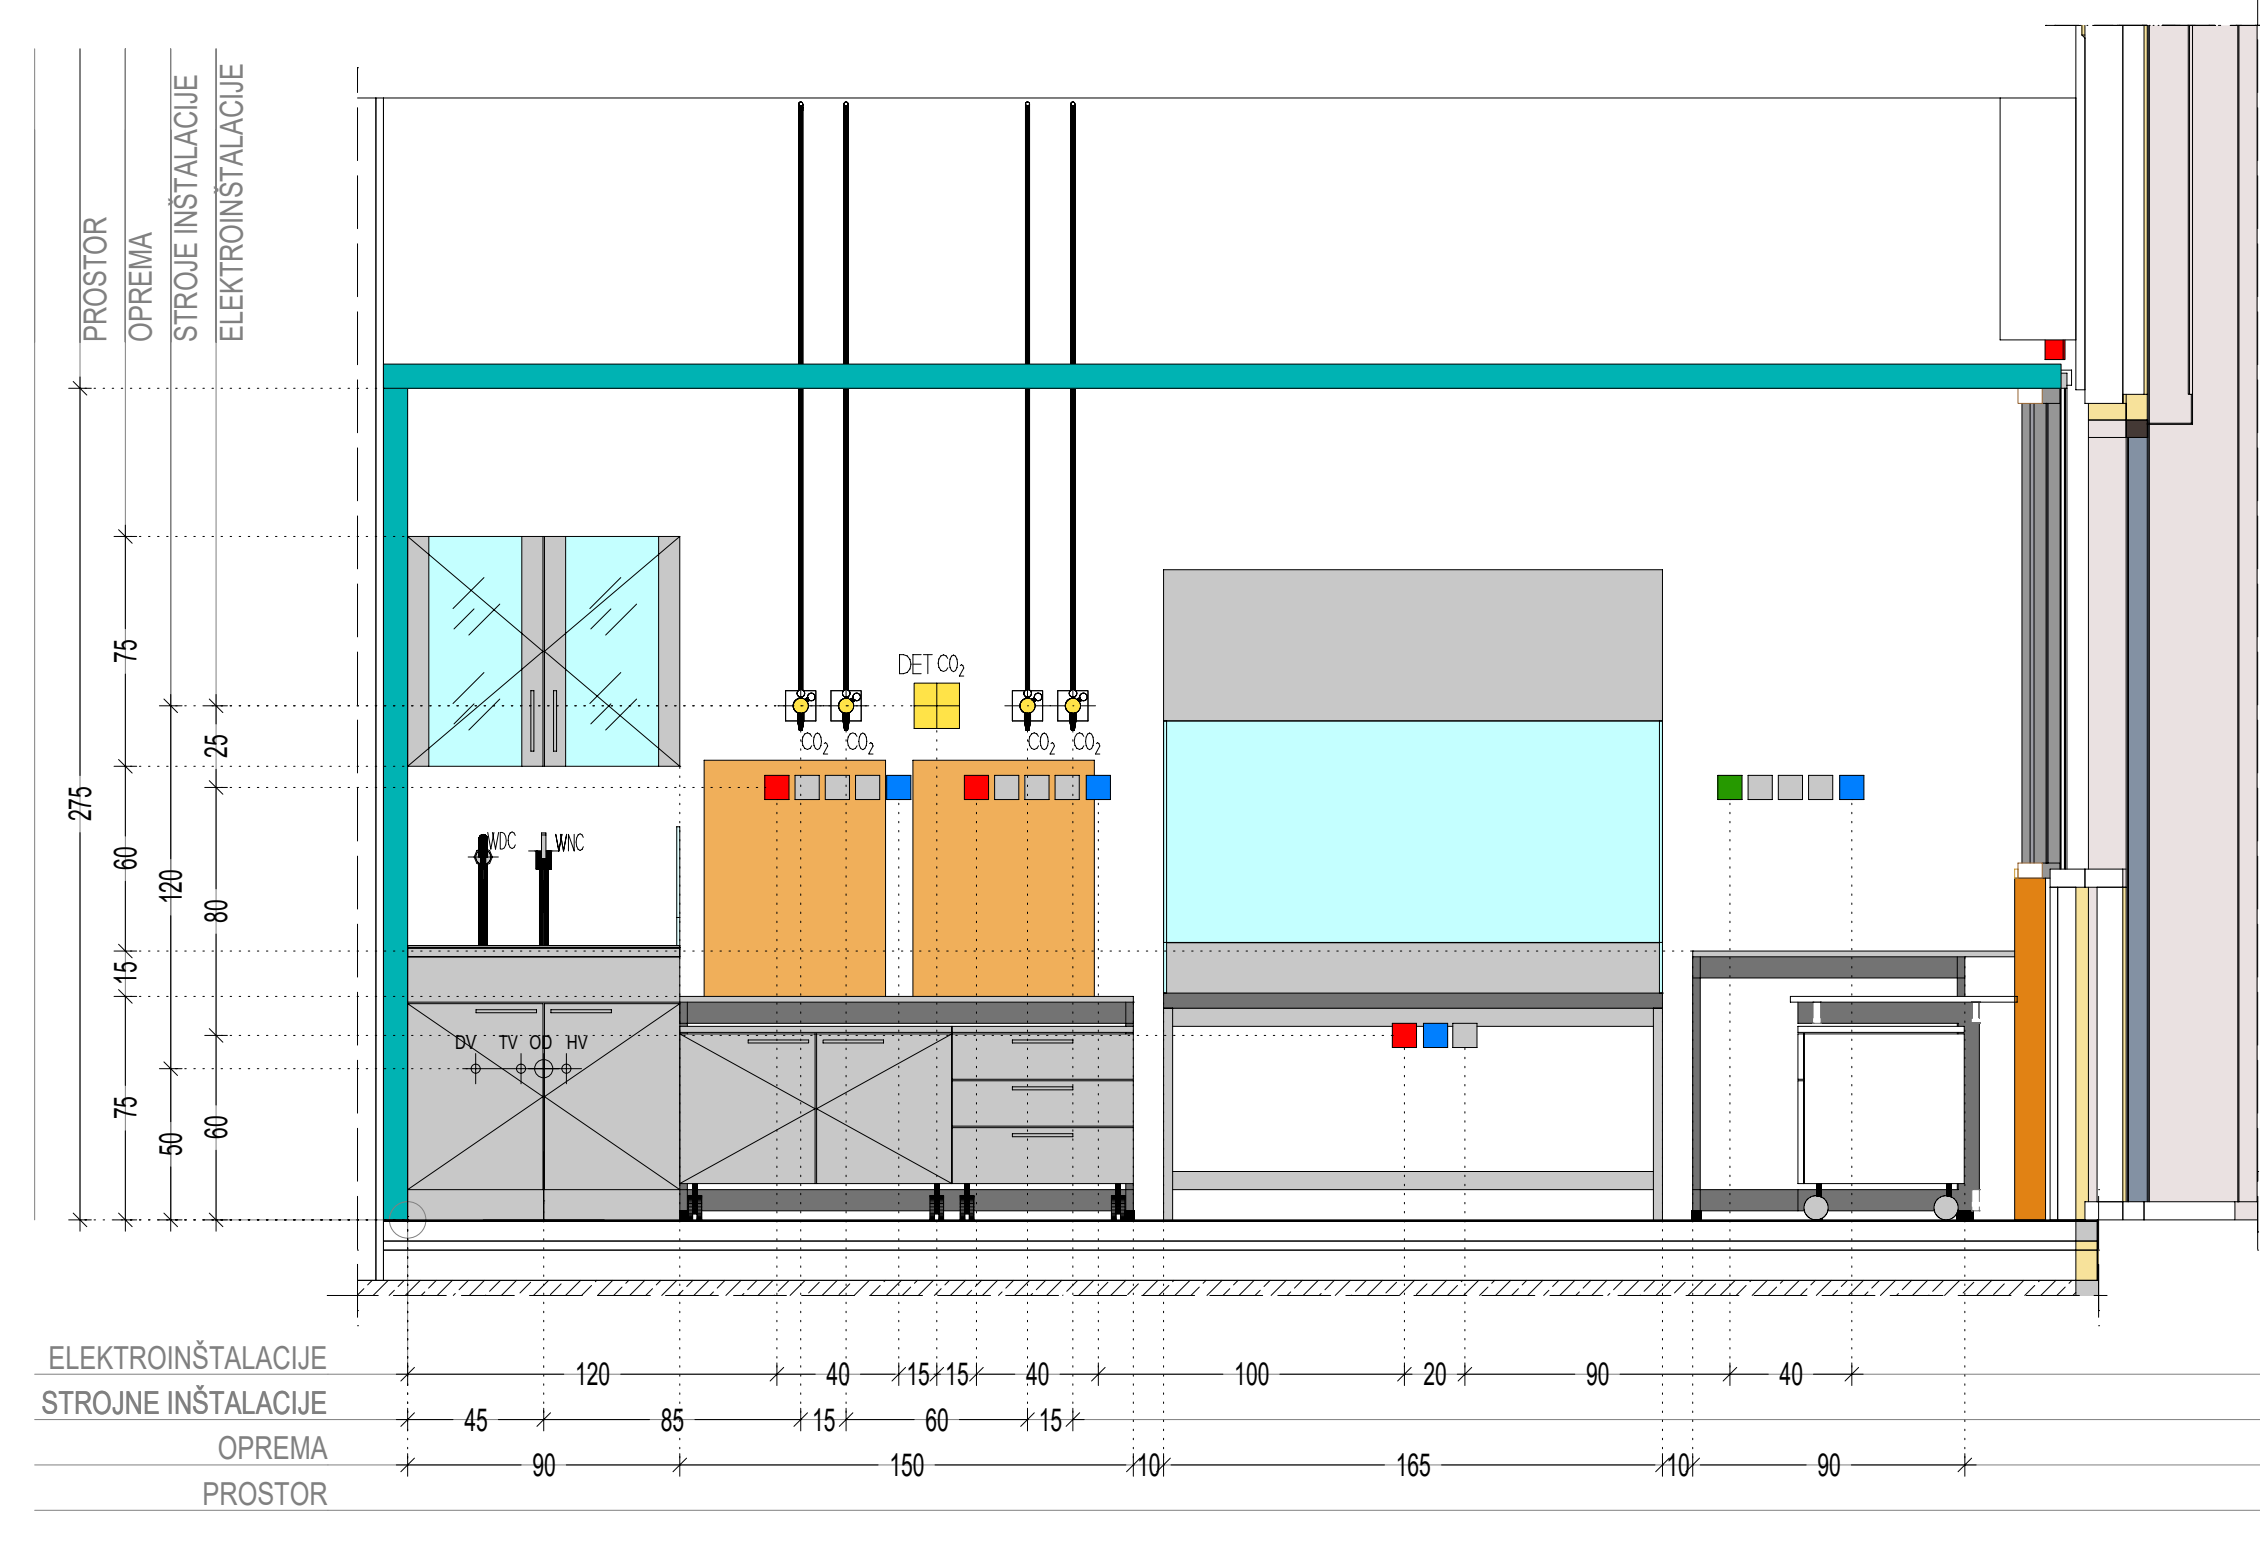 PROSTOR
OPREMA
STROJE INŠTALACIJE
ELEKTROINŠTALACIJE
275
75
60
15
75
120
50
25
80
60
DET CO₂
CO₂ CO₂ CO₂ CO₂
WDC WNC
DV TV OD HV
ELEKTROINŠTALACIJE 120 40 15 15 40 100 20 90 40
STROJNE INŠTALACIJE 45 85 15 60 15
OPREMA 90 150 10 165 10 90
PROSTOR